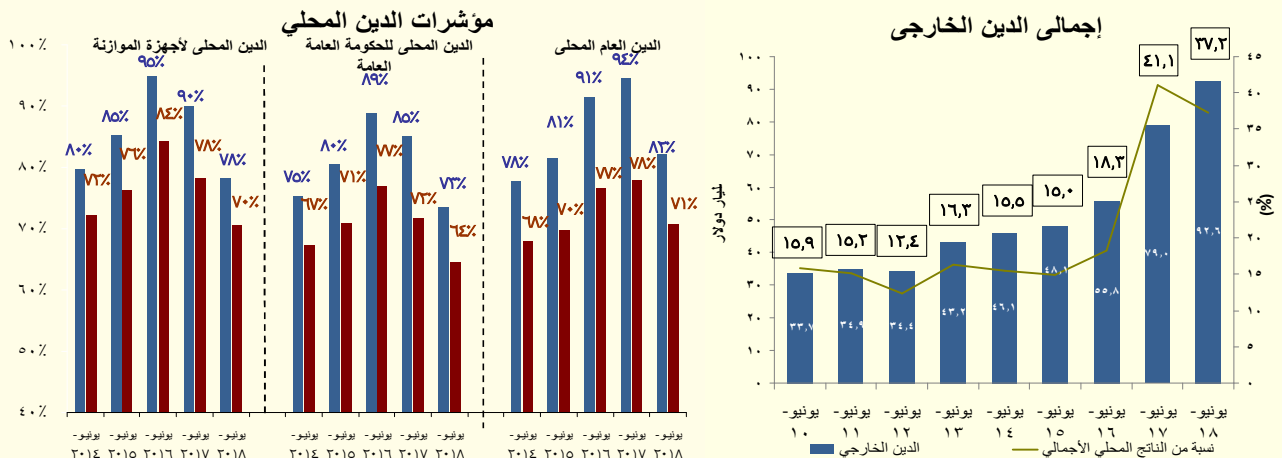 مؤشرات الدين المحلي
الدين المحلى لأجهزة الموازنة
الدين المحلى للحكومة العامة
العامة
الدين العام المحلى
١٠٠٪
٩٠٪
٨٠٪
٧٠٪
٦٠٪
٥٠٪
٤٠٪
٨٠٪ ٨٥٪ ٩٥٪ ٩٠٪ ٧٨٪
٧٢٪ ٧٦٪ ٨٤٪ ٧٨٪ ٧٠٪
٧٥٪ ٨٠٪ ٨٩٪ ٨٥٪ ٧٣٪
٦٧٪ ٧١٪ ٧٧٪ ٧٢٪ ٦٤٪
٧٨٪ ٨١٪ ٩١٪ ٩٤٪ ٨٢٪
٦٨٪ ٧٠٪ ٧٧٪ ٧٨٪ ٧١٪
يونيو- يونيو- يونيو- يونيو- يونيو- يونيو- يونيو- يونيو- يونيو- يونيو- يونيو- يونيو- يونيو- يونيو- يونيو-
٢٠١٤ ٢٠١٥ ٢٠١٦ ٢٠١٧ ٢٠١٨ ٢٠١٤ ٢٠١٥ ٢٠١٦ ٢٠١٧ ٢٠١٨ ٢٠١٤ ٢٠١٥ ٢٠١٦ ٢٠١٧ ٢٠١٨
إجمالى الدين الخارجى
مليار دولار
١٠٠
٩٠
٨٠
٧٠
٦٠
٥٠
٤٠
٣٠
٢٠
١٠
٠
١٥,٩ ١٥,٢ ١٢,٤ ١٦,٣ ١٥,٥ ١٥,٠ ١٨,٣ ٤١,١ ٣٧,٢
٣٣,٧ ٣٤,٩ ٣٤,٤ ٤٣,٢ ٤٦,١ ٤٨,١ ٥٥,٨ ٧٩,٠ ٩٢,٦
٤٥
٤٠
٣٥
٣٠
٢٥
٢٠
١٥
١٠
٥
٠
(%)
يونيو- يونيو- يونيو- يونيو- يونيو- يونيو- يونيو- يونيو- يونيو-
١٠ ١١ ١٢ ١٣ ١٤ ١٥ ١٦ ١٧ ١٨
الدين الخارجي
نسبة من الناتج المحلي الأجمالي